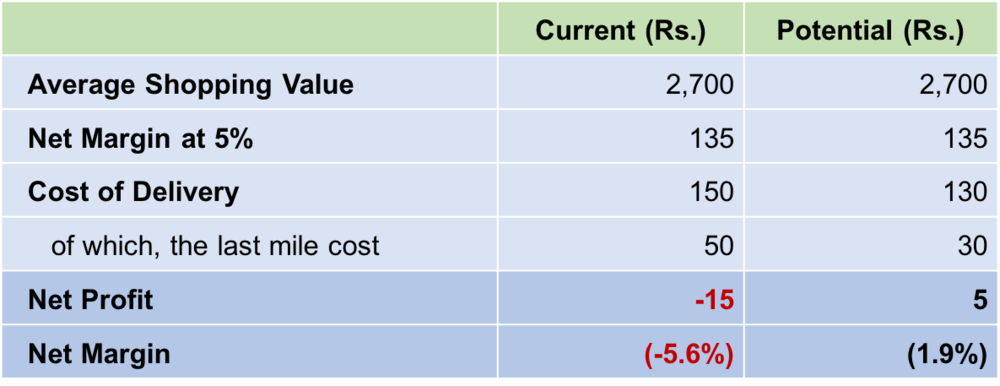 Current (Rs.) Potential (Rs.)
Average Shopping Value 2,700 2,700
Net Margin at 5% 135 135
Cost of Delivery 150 130
of which, the last mile cost 50 30
Net Profit -15 5
Net Margin (-5.6%) (1.9%)